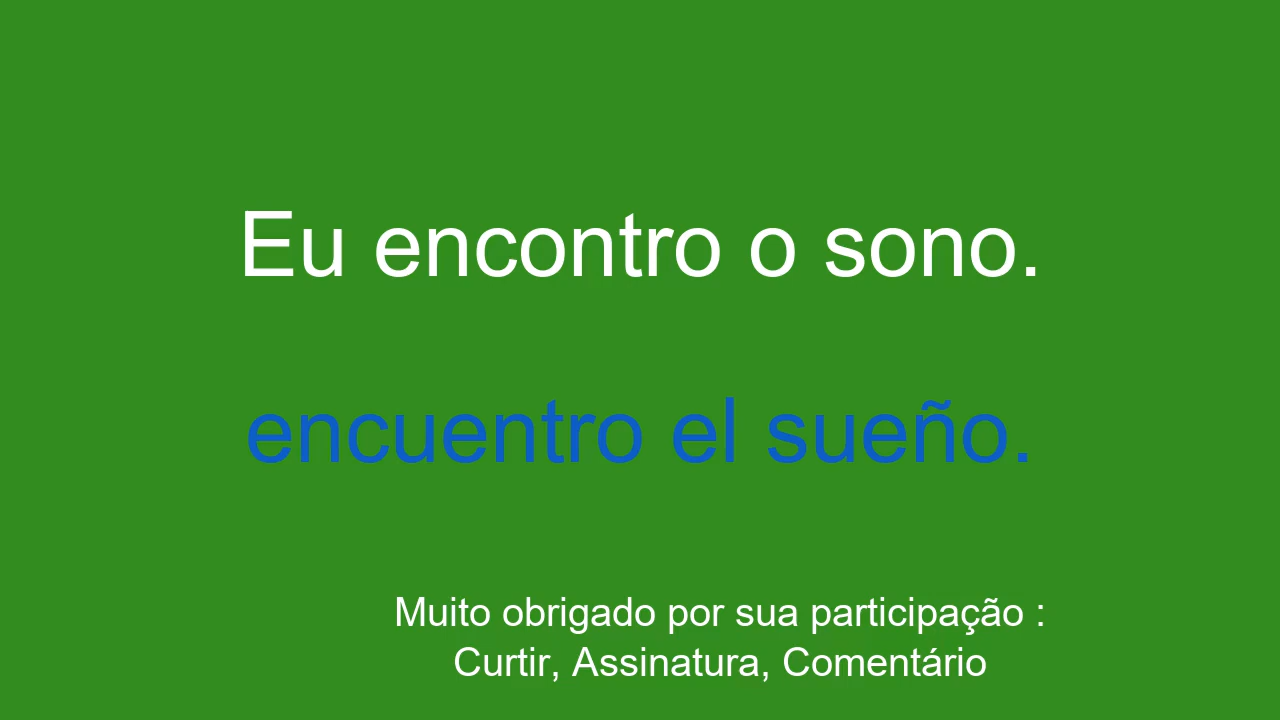 Eu encontro o sono.
encuentro el sueño.
Muito obrigado por sua participação :
Curtir, Assinatura, Comentário